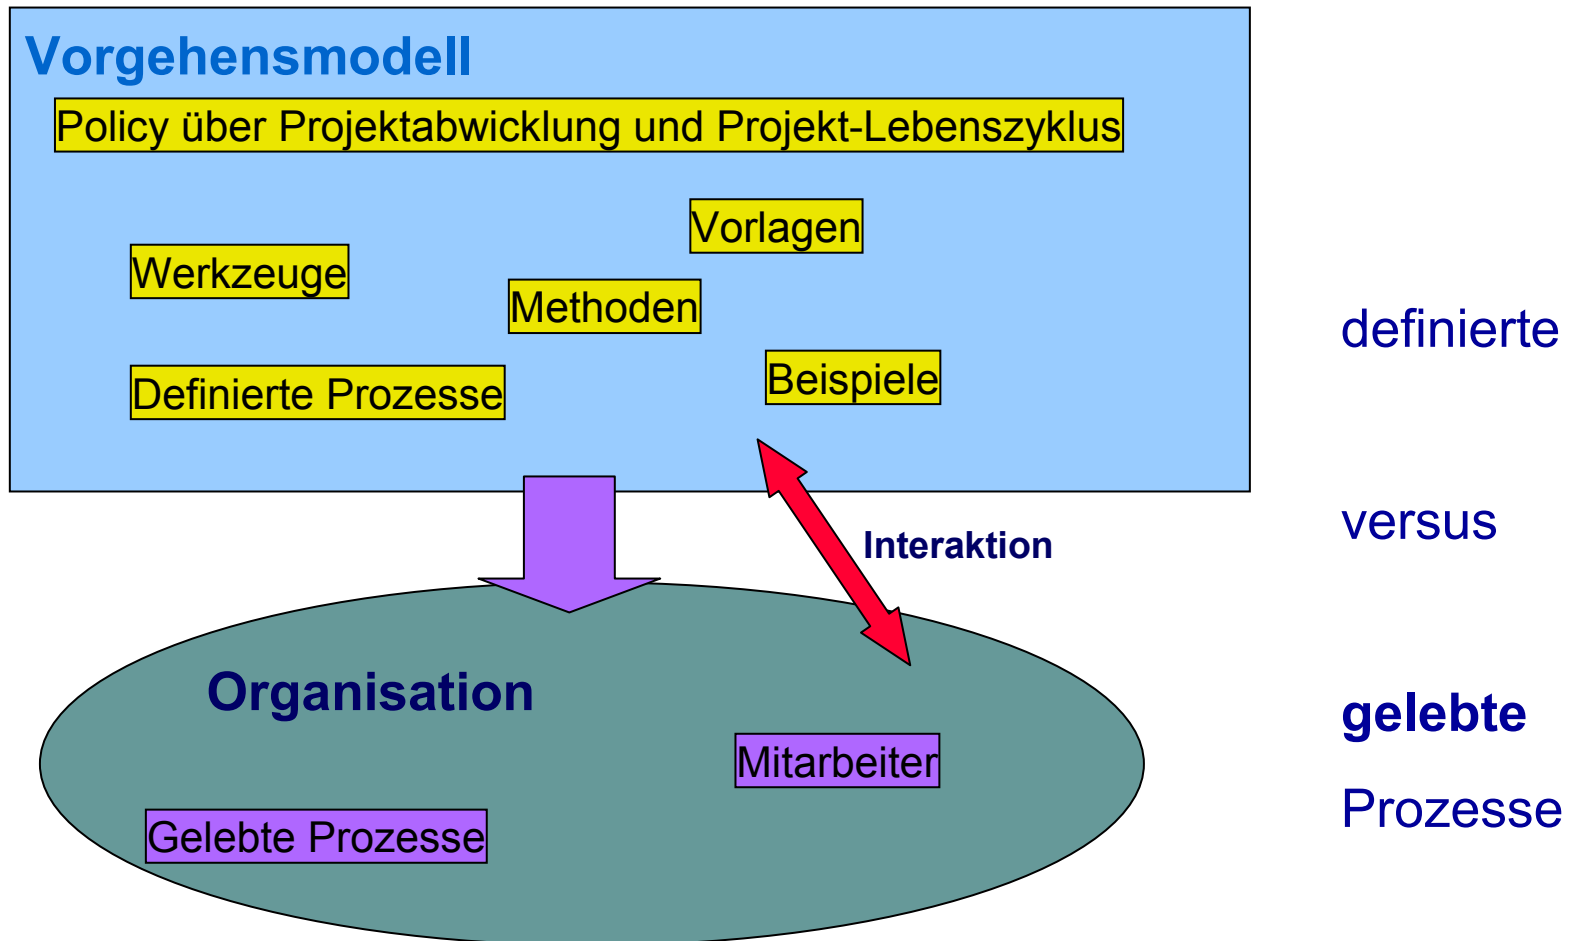 Vorgehensmodell
Policy über Projektabwicklung und Projekt-Lebenszyklus
Vorlagen
Werkzeuge
Methoden
Definierte Prozesse
Beispiele
Interaktion
Organisation
Mitarbeiter
Gelebte Prozesse
definierte
versus
gelebte
Prozesse